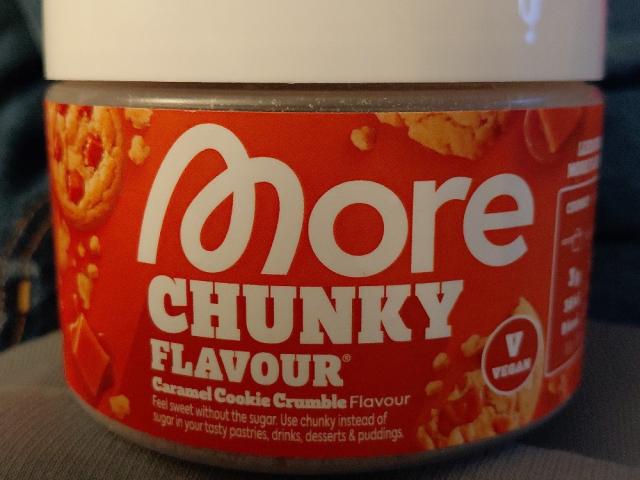 More
CHUNKY
FLAVOUR®
Caramel Cookie Crumble Flavour
Feel sweet without the sugar. Use chunky instead of
sugar in your tasty pastries, drinks, desserts & puddings.
V
VEGAN